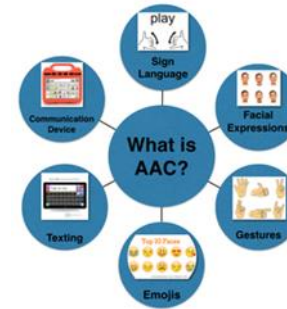 play
Sign
Language
Communication
Device
Facial
Expressions
What is
AAC?
Texting
Gestures
Top 10 Faces
Emojis